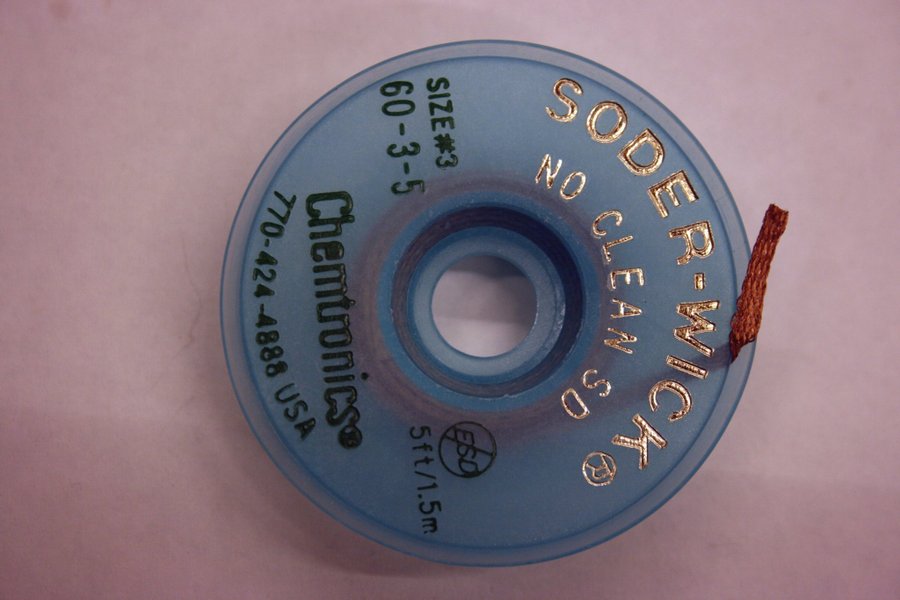 SODER-WICK®
NO CLEAN SD
SIZE#3
60-3-5
ESD
5ft/1.5m
Chemtronics®
770-424-4888 USA